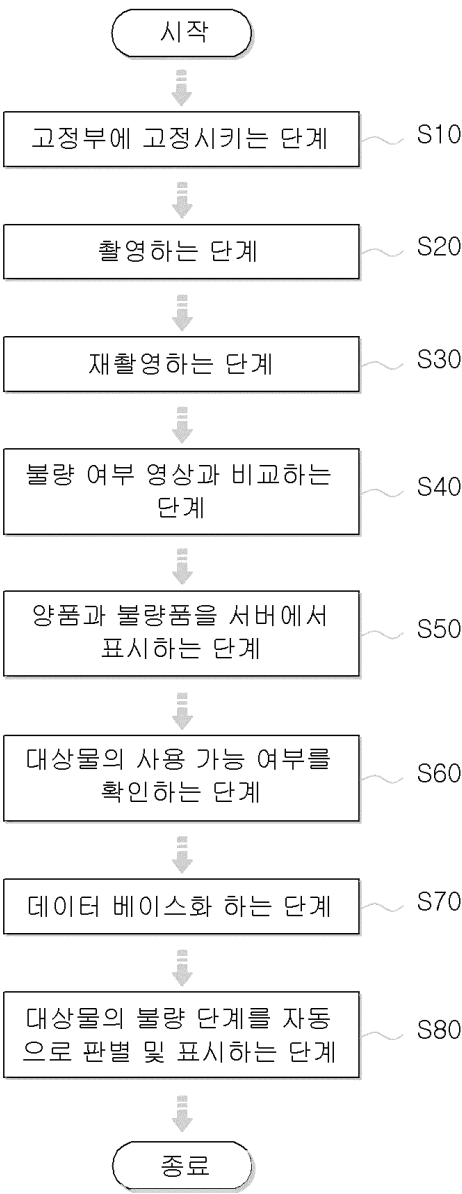 시작
고정부에 고정시키는 단계
S10
촬영하는 단계
S20
재촬영하는 단계
S30
불량 여부 영상과 비교하는
단계
S40
양품과 불량품을 서버에서
표시하는 단계
S50
대상물의 사용 가능 여부를
확인하는 단계
S60
데이터 베이스화 하는 단계
S70
대상물의 불량 단계를 자동
으로 판별 및 표시하는 단계
S80
종료